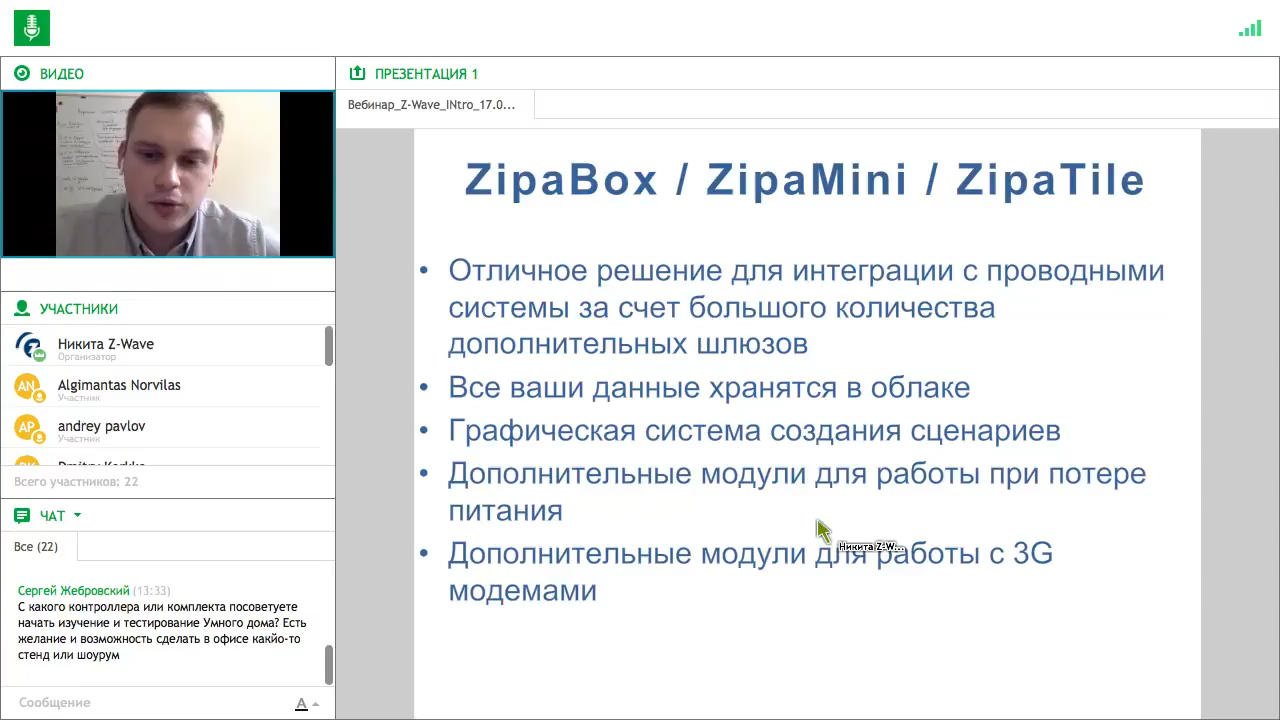 ВИДЕО
УЧАСТНИКИ
Никита Z-Wave
Организатор
AN
Algimantas Norvilas
Участник
AP
andrey pavlov
Участник
Всего участников: 22
ЧАТ
Все (22)
Сергей Жебровский (13:33)
С какого контроллера или комплекта посоветуете
начать изучение и тестирование Умного дома? Есть
желание и возможность сделать в офисе какйо-то
стенд или шоурум
Сообщение
A
ПРЕЗЕНТАЦИЯ 1
Вебинар_Z-Wave_INtro_17.0...
ZipaBox / ZipaMini / ZipaTile
• Отличное решение для интеграции с проводными
системы за счет большого количества
дополнительных шлюзов
• Все ваши данные хранятся в облаке
• Графическая система создания сценариев
• Дополнительные модули для работы при потере
питания
• Дополнительные модули для работы с 3G
модемами
Никита Z-W...